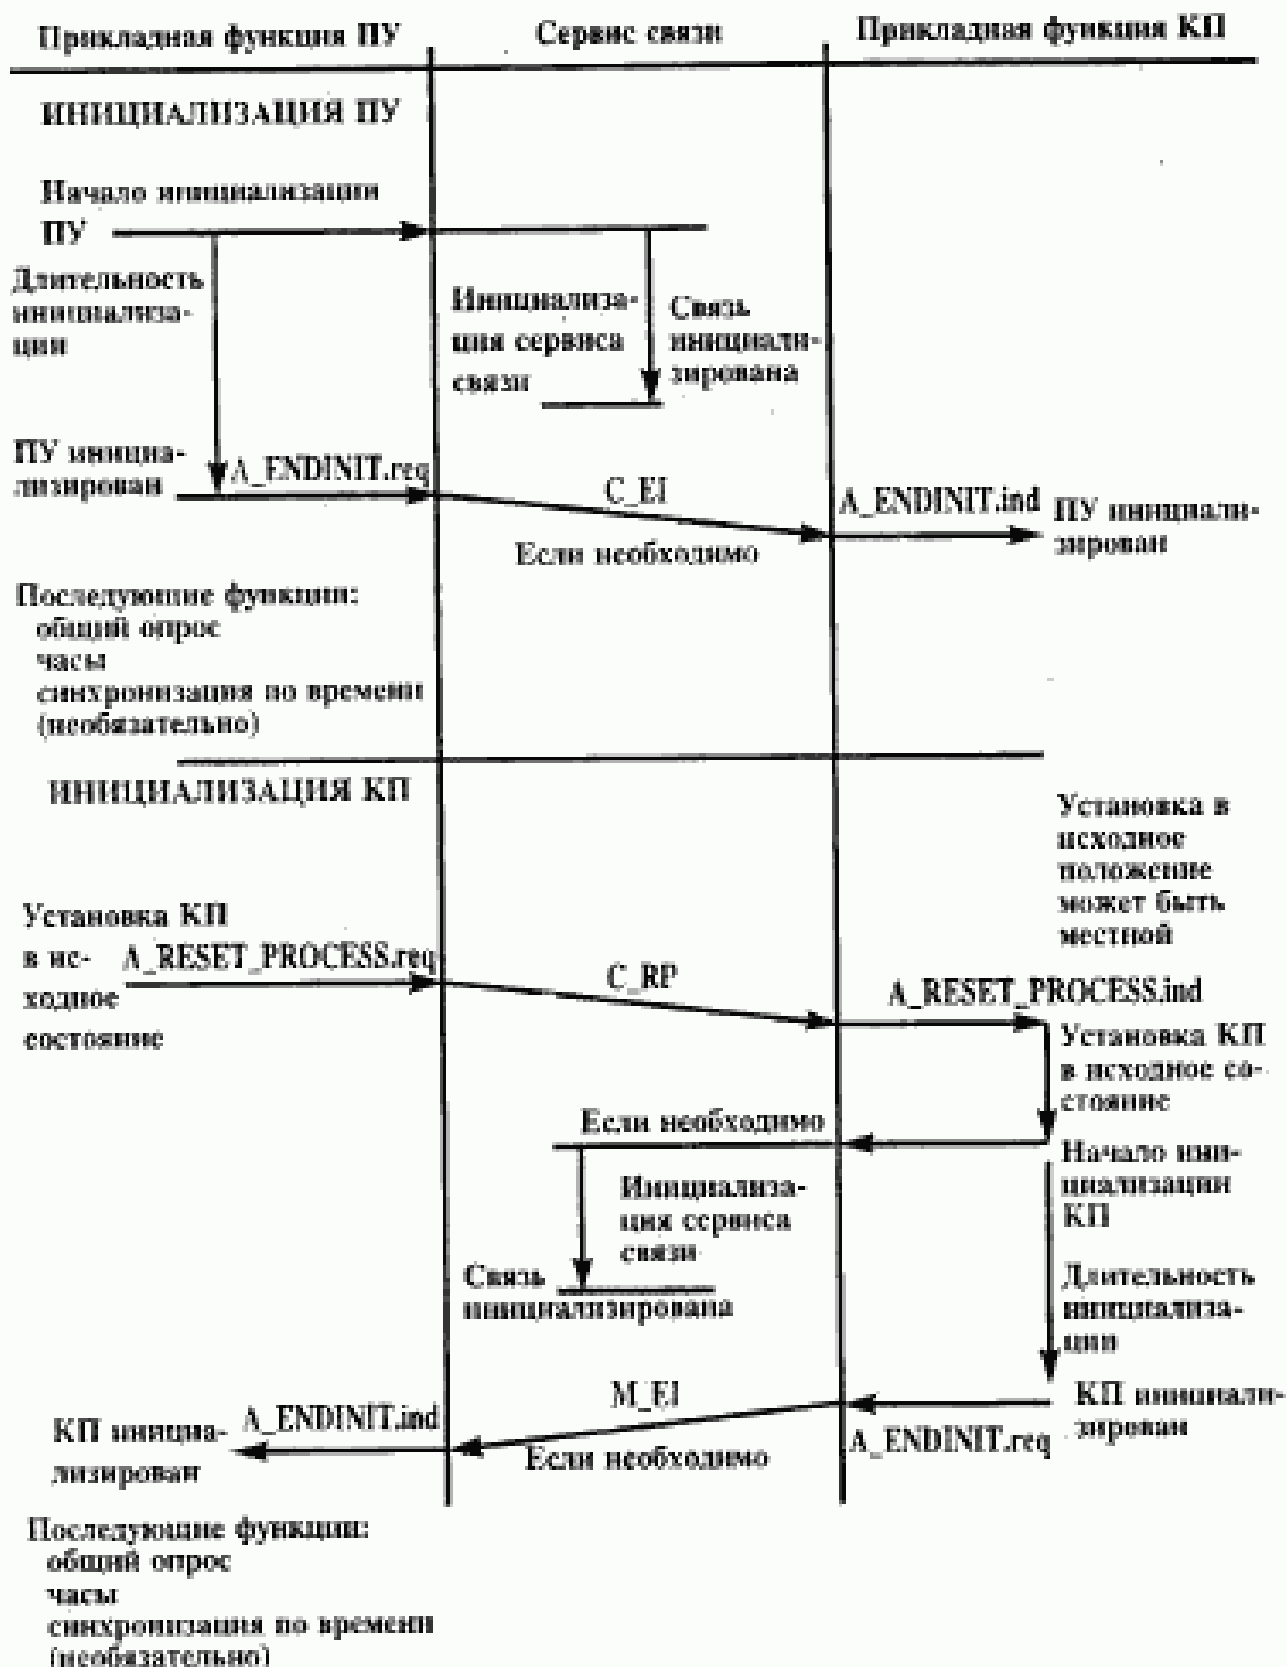 Прикладная функция ПУ
Сервис связи
Прикладная функция КП
ИНИЦИАЛИЗАЦИЯ ПУ
Начало инициализации
ПУ
Длительность
инициализа-
ции
Инициализа-
ция сервиса
связи
Связь
инициали-
зирована
ПУ инициа-
лизирован
A_ENDINIT.req
C_EI
Если необходимо
A_ENDINIT.ind
ПУ инициали-
зирован
Последующие функции:
общий опрос
часы
синхронизация по времени
(необязательно)
ИНИЦИАЛИЗАЦИЯ КП
Установка в
исходное
положение
может быть
местной
Установка КП
в ис-
ходное
состояние
A_RESET_PROCESS.req
C_RP
A_RESET_PROCESS.ind
Установка КП
в исходное со-
стояние
Если необходимо
Начало ини-
циализации
КП
Инициализа-
ция сервиса
связи
Связь
инициализирована
Длительность
инициализа-
ции
КП инициали-
зирован
A_ENDINIT.req
M_EI
Если необходимо
A_ENDINIT.ind
КП инициа-
лизирован
Последующие функции:
общий опрос
часы
синхронизация по времени
(необязательно)